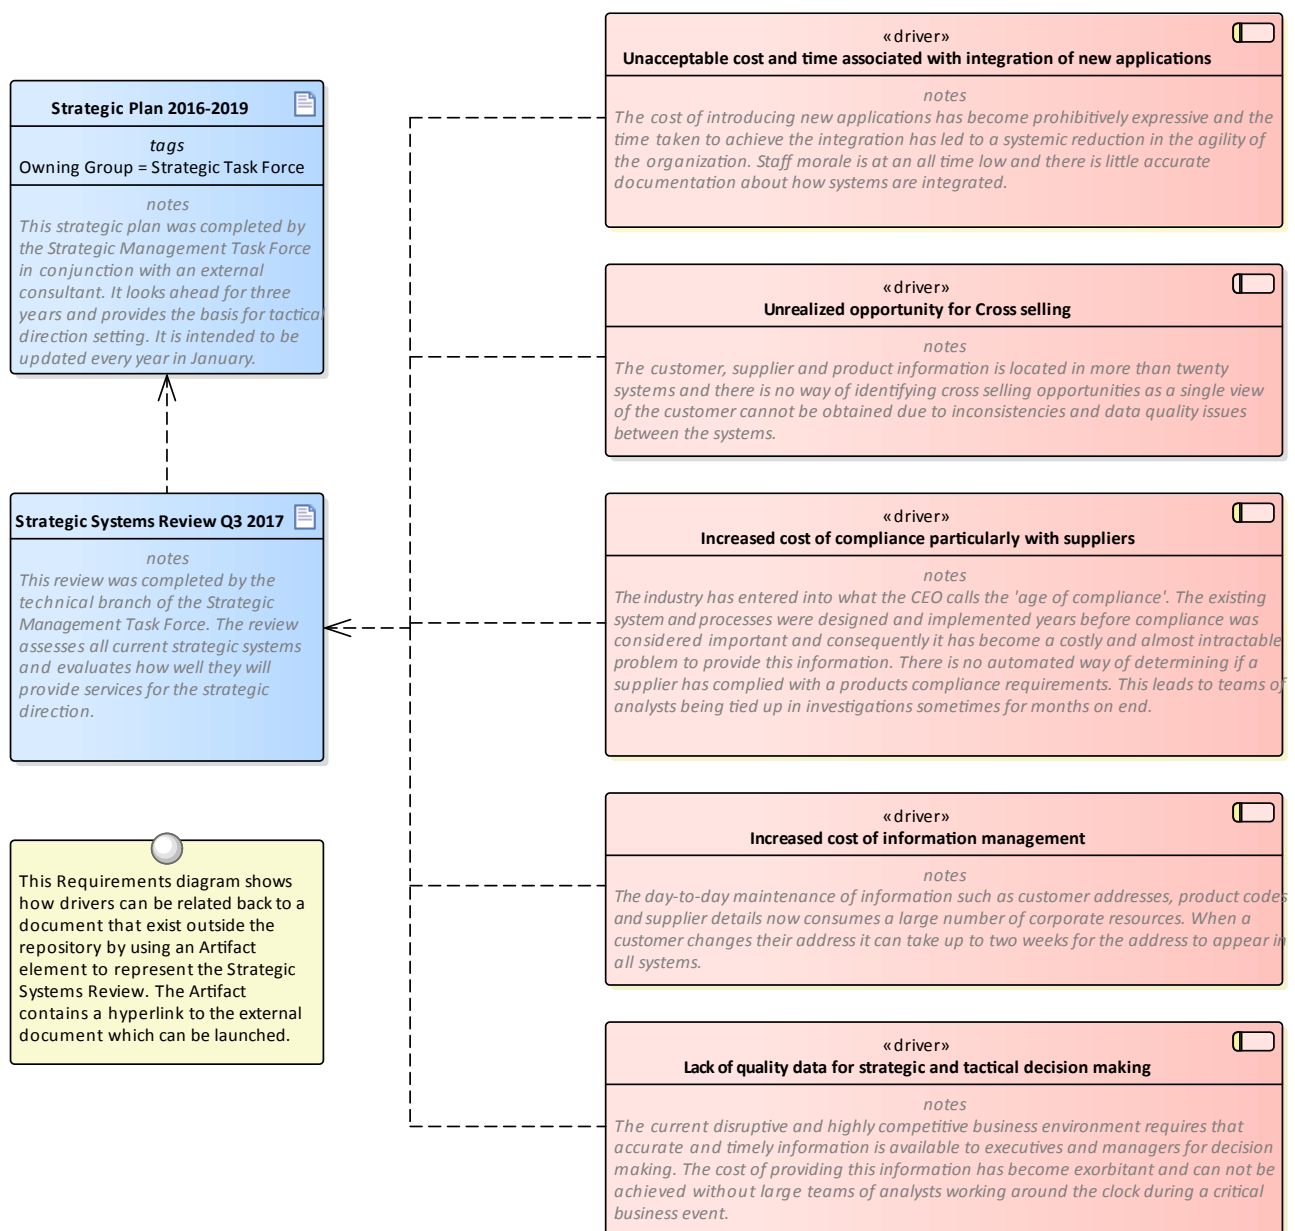 Strategic Plan 2016-2019
tags
Owning Group = Strategic Task Force
notes
This strategic plan was completed by
the Strategic Management Task Force
in conjunction with an external
consultant. It looks ahead for three
years and provides the basis for tactical
direction setting. It is intended to be
updated every year in January.
Strategic Systems Review Q3 2017
notes
This review was completed by the
technical branch of the Strategic
Management Task Force. The review
assesses all current strategic systems
and evaluates how well they will
provide services for the strategic
direction.
This Requirements diagram shows
how drivers can be related back to a
document that exist outside the
repository by using an Artifact
element to represent the Strategic
Systems Review. The Artifact
contains a hyperlink to the external
document which can be launched.
«driver»
Unacceptable cost and time associated with integration of new applications
notes
The cost of introducing new applications has become prohibitively expressive and the
time taken to achieve the integration has led to a systemic reduction in the agility of
the organization. Staff morale is at an all time low and there is little accurate
documentation about how systems are integrated.
«driver»
Unrealized opportunity for Cross selling
notes
The customer, supplier and product information is located in more than twenty
systems and there is no way of identifying cross selling opportunities as a single view
of the customer cannot be obtained due to inconsistencies and data quality issues
between the systems.
«driver»
Increased cost of compliance particularly with suppliers
notes
The industry has entered into what the CEO calls the 'age of compliance'. The existing
system and processes were designed and implemented years before compliance was
considered important and consequently it has become a costly and almost intractable
problem to provide this information. There is no automated way of determining if a
supplier has complied with a products compliance requirements. This leads to teams of
analysts being tied up in investigations sometimes for months on end.
«driver»
Increased cost of information management
notes
The day-to-day maintenance of information such as customer addresses, product codes
and supplier details now consumes a large number of corporate resources. When a
customer changes their address it can take up to two weeks for the address to appear in
all systems.
«driver»
Lack of quality data for strategic and tactical decision making
notes
The current disruptive and highly competitive business environment requires that
accurate and timely information is available to executives and managers for decision
making. The cost of providing this information has become exorbitant and can not be
achieved without large teams of analysts working around the clock during a critical
business event.